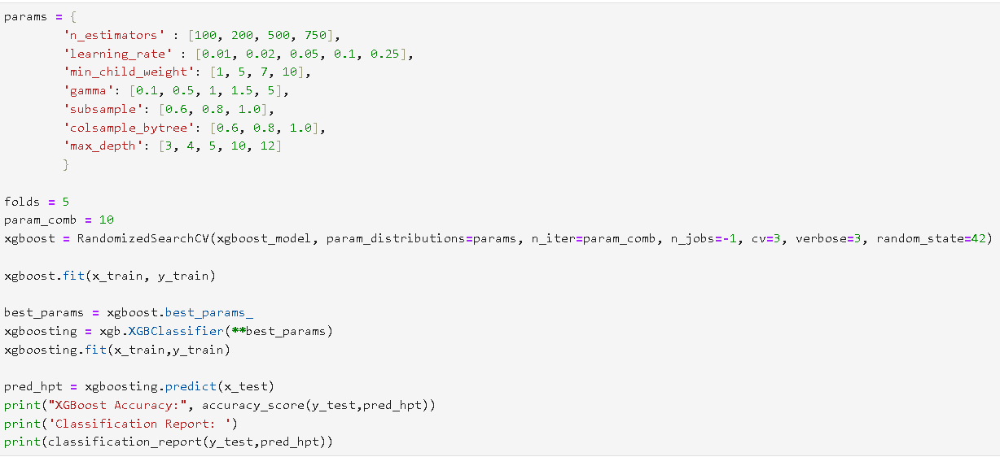 params = {
        'n_estimators' : [100, 200, 500, 750],
        'learning_rate' : [0.01, 0.02, 0.05, 0.1, 0.25],
        'min_child_weight': [1, 5, 7, 10],
        'gamma': [0.1, 0.5, 1, 1.5, 5],
        'subsample': [0.6, 0.8, 1.0],
        'colsample_bytree': [0.6, 0.8, 1.0],
        'max_depth': [3, 4, 5, 10, 12]
        }

folds = 5
param_comb = 10
xgboost = RandomizedSearchCV(xgboost_model, param_distributions=params, n_iter=param_comb, n_jobs=-1, cv=3, verbose=3, random_state=42)

xgboost.fit(x_train, y_train)

best_params = xgboost.best_params_
xgboosting = xgb.XGBClassifier(**best_params)
xgboosting.fit(x_train,y_train)

pred_hpt = xgboosting.predict(x_test)
print("XGBoost Accuracy:", accuracy_score(y_test,pred_hpt))
print('Classification Report: ')
print(classification_report(y_test,pred_hpt))